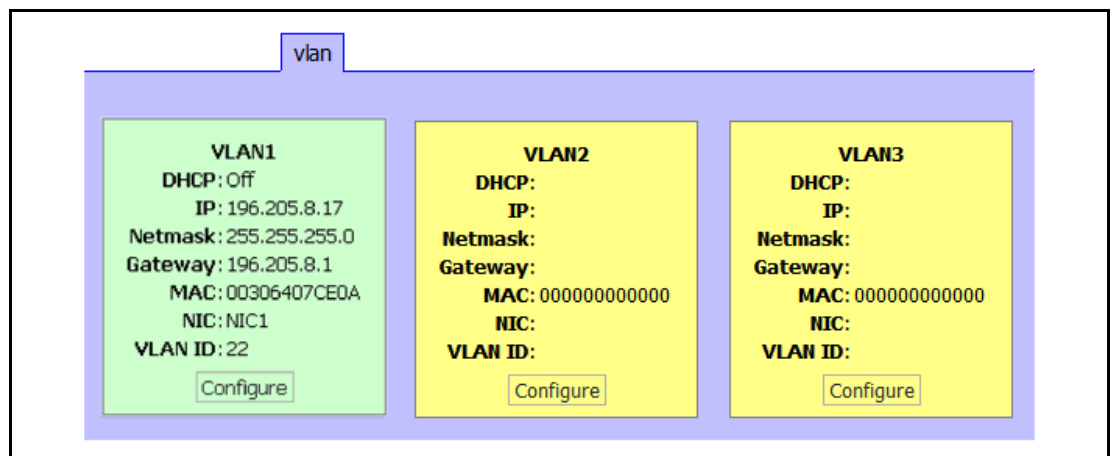 vlan
VLAN1
DHCP: Off
IP: 196.205.8.17
Netmask: 255.255.255.0
Gateway: 196.205.8.1
MAC: 00306407CE0A
NIC: NIC1
VLAN ID: 22
Configure
VLAN2
DHCP:
IP:
Netmask:
Gateway:
MAC: 000000000000
NIC:
VLAN ID:
Configure
VLAN3
DHCP:
IP:
Netmask:
Gateway:
MAC: 000000000000
NIC:
VLAN ID:
Configure